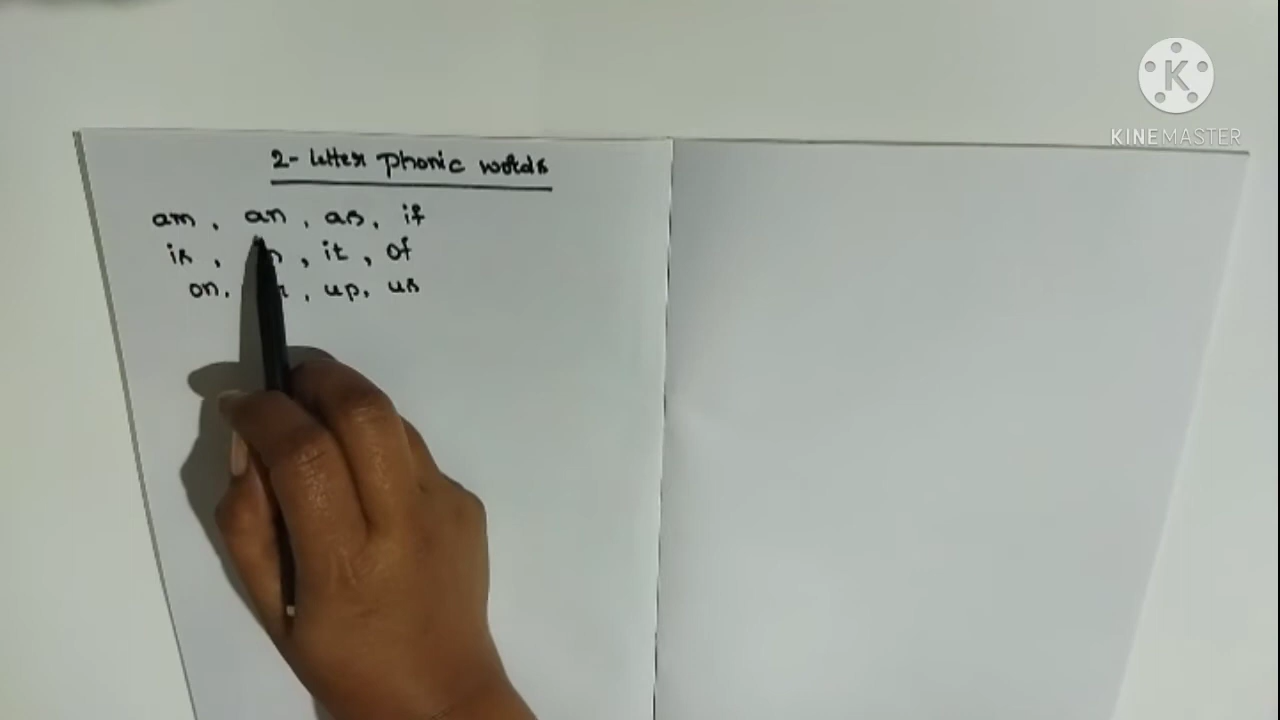 2- letter phonic words
am, an, as, if
is, , it, of
on, , up, us
K
KINEMASTER